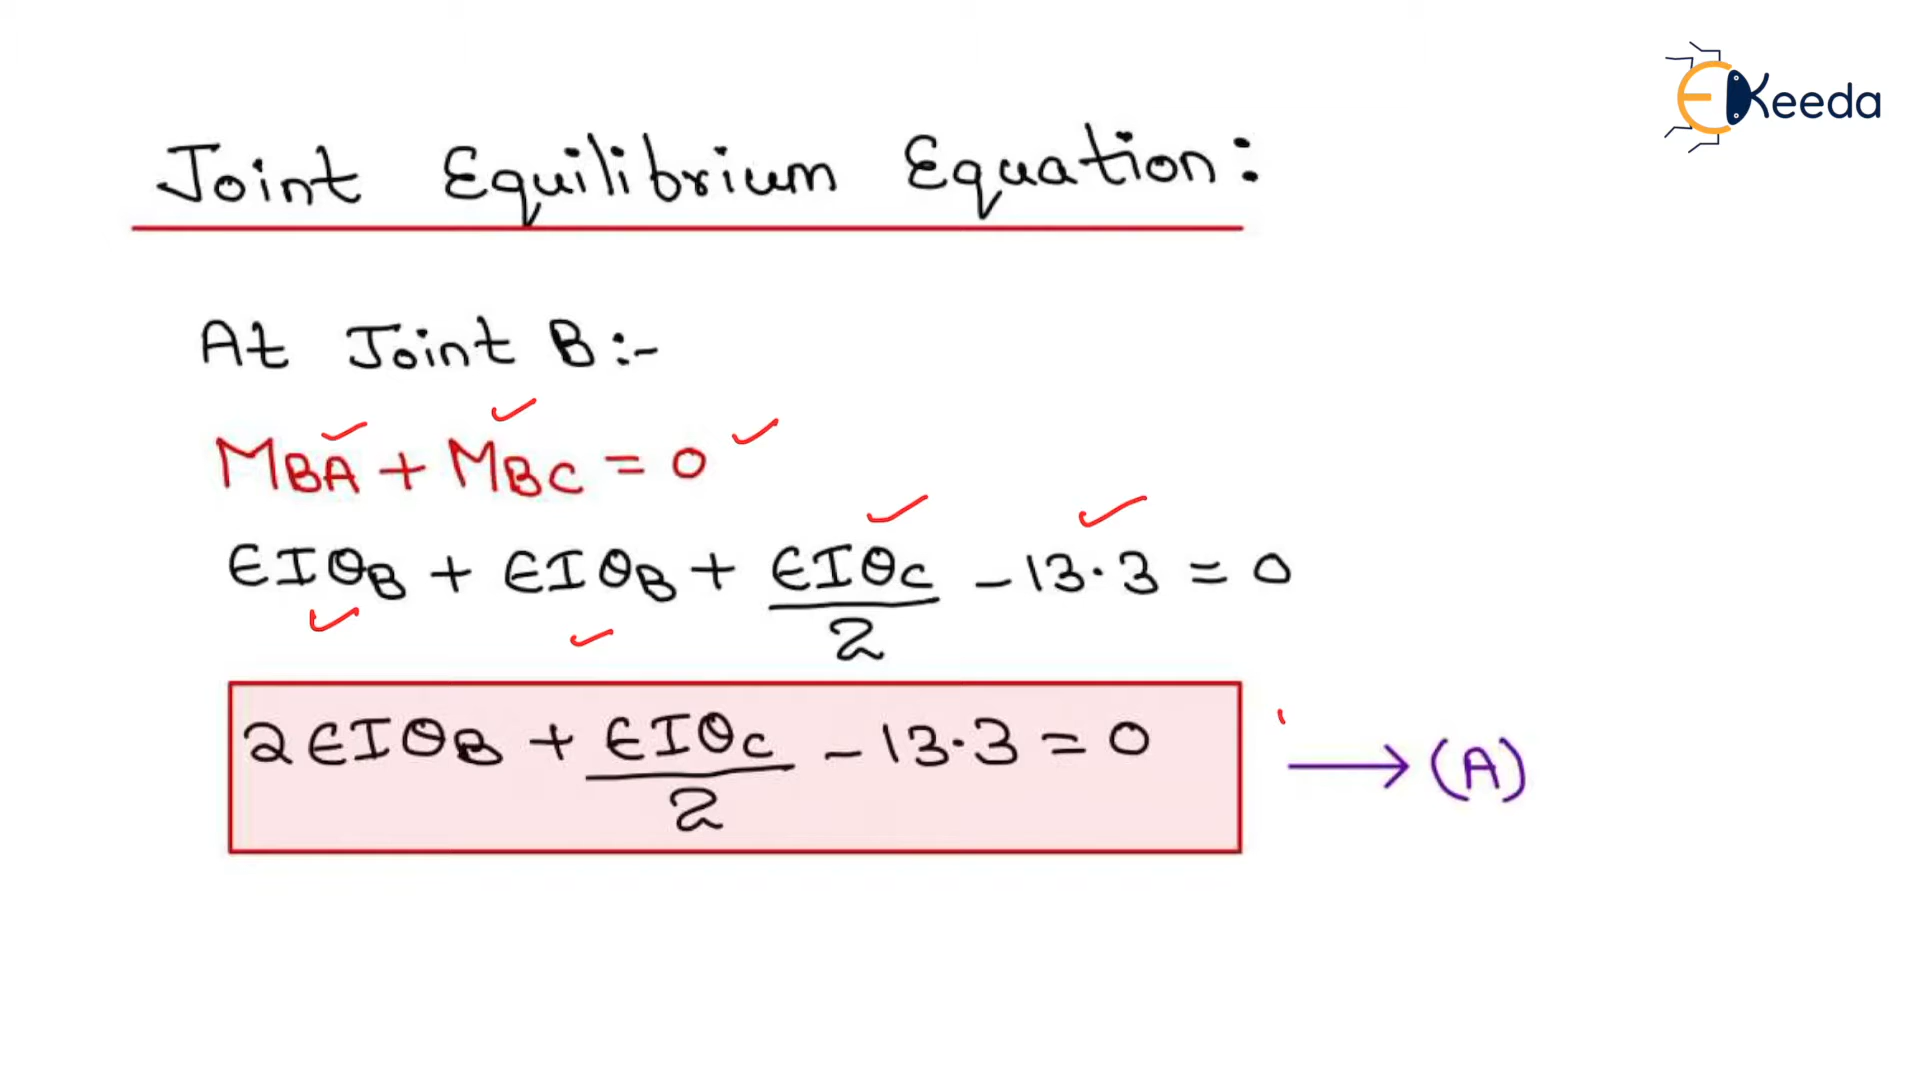 EKeeda
Joint Equilibrium Equation:
At Joint B:-
MBA + MBC = 0
EIθB + EIθB + EIθC/2 - 13.3 = 0
2EIθB + EIθC/2 - 13.3 = 0 → (A)